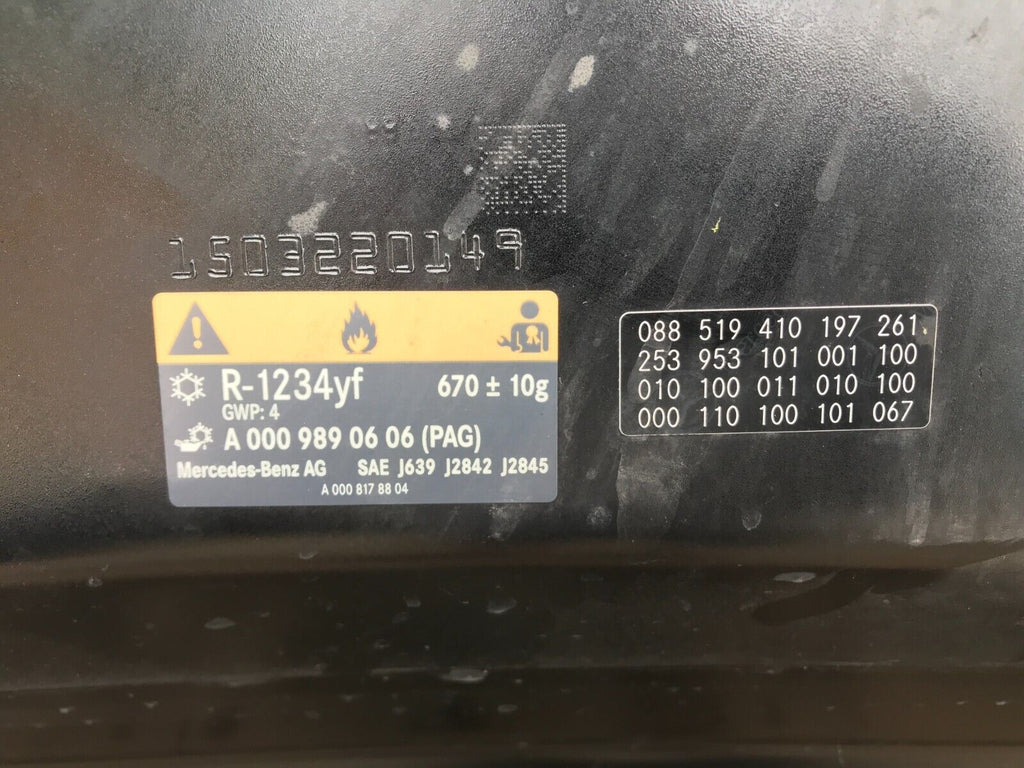 1503220149
R-1234yf 670 ± 10g
GWP: 4
A 000 989 06 06 (PAG)
Mercedes-Benz AG SAE J639 J2842 J2845
A 000 817 88 04
088 519 410 197 261
253 953 101 001 100
010 100 011 010 100
000 110 100 101 067